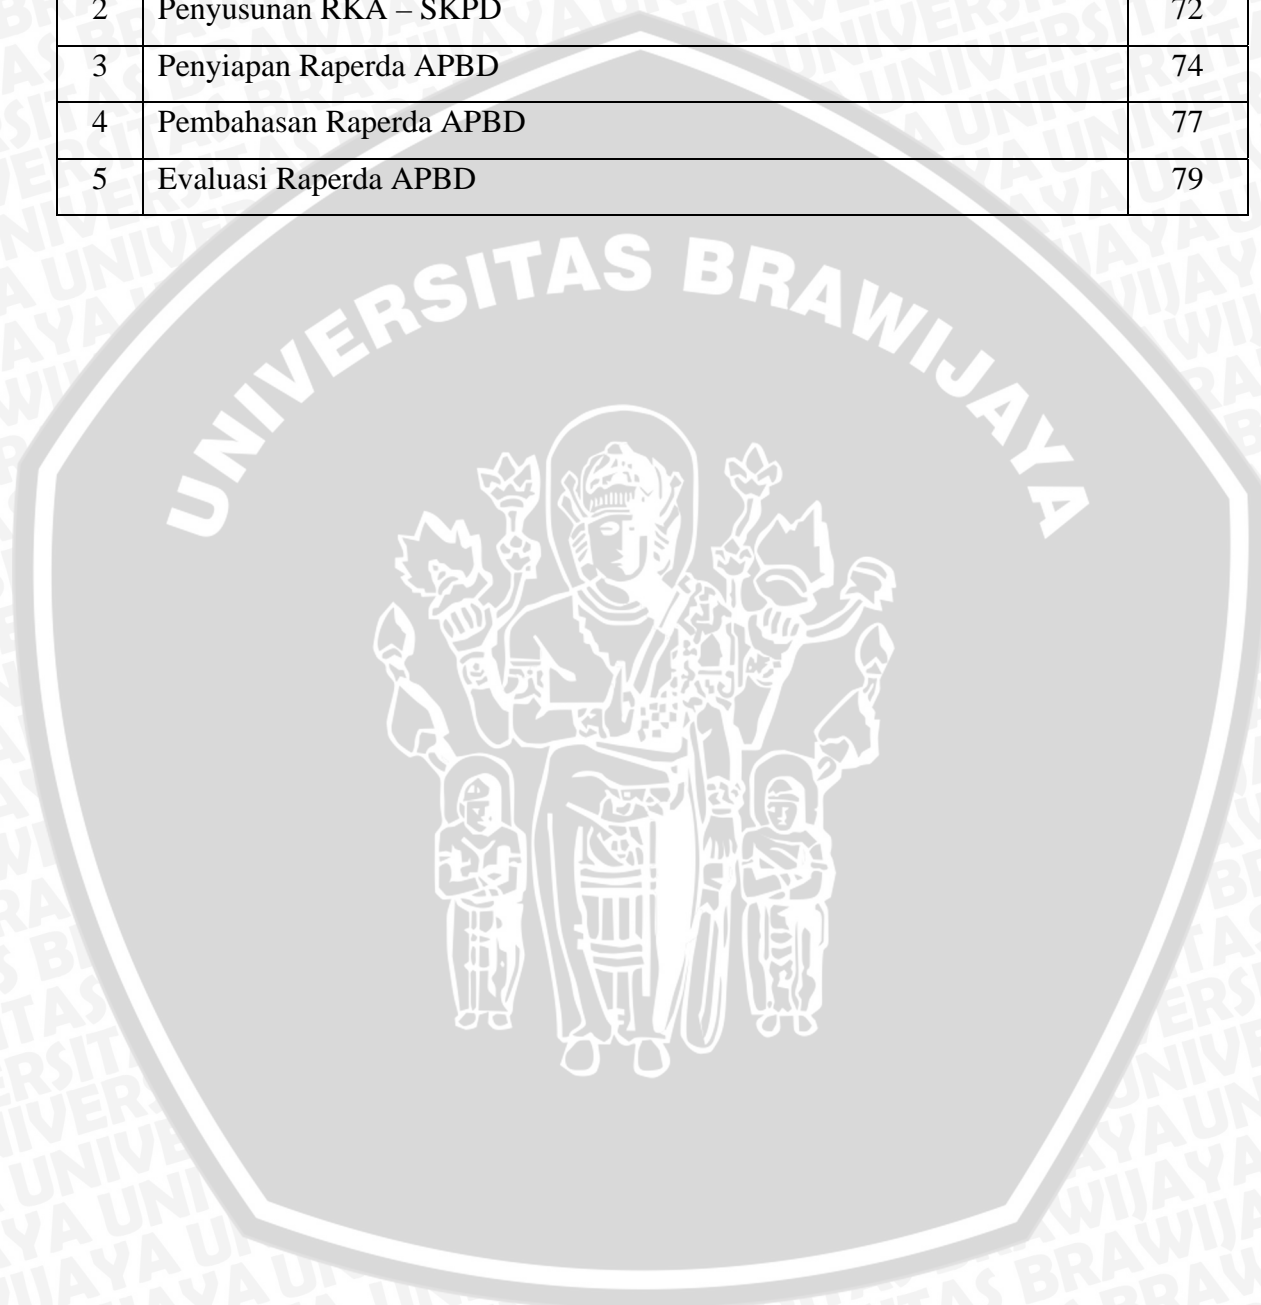 2 Penyusunan RKA – SKPD 72
3 Penyiapan Raperda APBD 74
4 Pembahasan Raperda APBD 77
5 Evaluasi Raperda APBD 79
UNIVERSITAS BRAWIJAYA